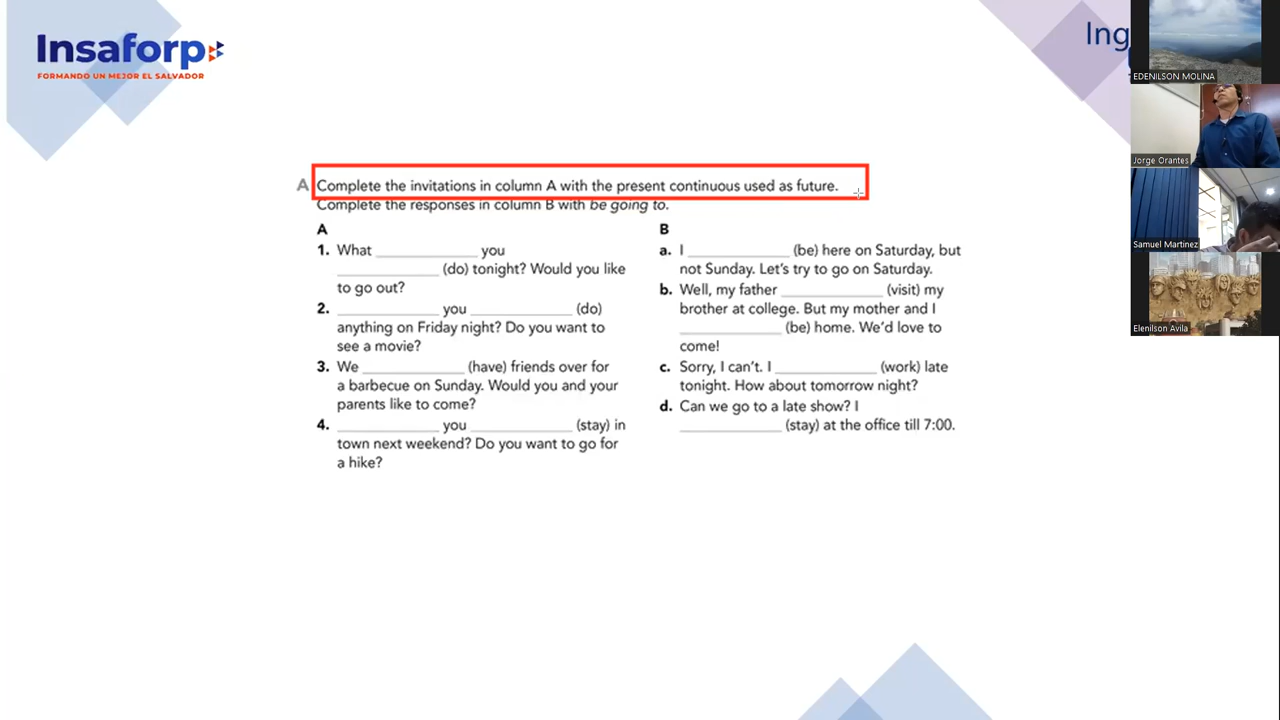 Insaforp
FORMANDO UN MEJOR EL SALVADOR
Ing
EDENILSON MOLINA
Jorge Orantes
Samuel Martinez
Elenilson Avila
A Complete the invitations in column A with the present continuous used as future.
Complete the responses in column B with be going to.
A
1. What ____________ you
____________ (do) tonight? Would you like
to go out?
2. ____________ you ____________ (do)
anything on Friday night? Do you want to
see a movie?
3. We ____________ (have) friends over for
a barbecue on Sunday. Would you and your
parents like to come?
4. ____________ you ____________ (stay) in
town next weekend? Do you want to go for
a hike?
B
a. I ____________ (be) here on Saturday, but
not Sunday. Let's try to go on Saturday.
b. Well, my father ____________ (visit) my
brother at college. But my mother and I
____________ (be) home. We'd love to
come!
c. Sorry, I can't. I ____________ (work) late
tonight. How about tomorrow night?
d. Can we go to a late show? I
____________ (stay) at the office till 7:00.